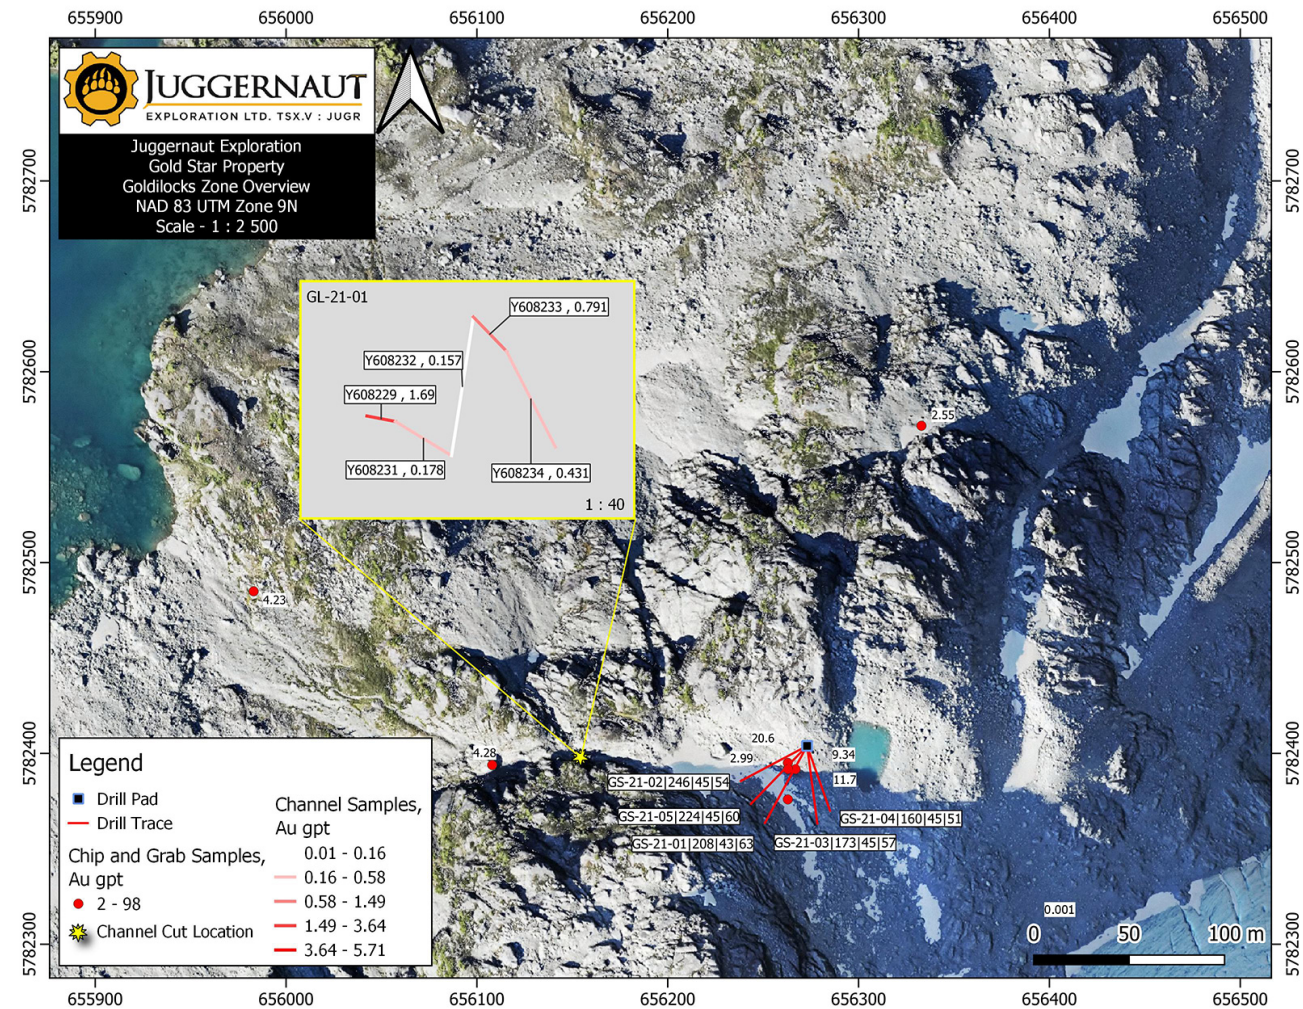 655900 656000 656100 656200 656300 656400 656500
JUGGERNAUT
EXPLORATION LTD. TSX.V : JUGR
Juggernaut Exploration
Gold Star Property
Goldilocks Zone Overview
NAD 83 UTM Zone 9N
Scale - 1 : 2 500
5782700 5782700
5782600 5782600
5782500 5782500
5782400 5782400
5782300 5782300
GL-21-01
Y608233 , 0.791
Y608232 , 0.157
Y608229 , 1.69
Y608231 , 0.178
Y608234 , 0.431
1 : 40
2.55
4.23
4.28
20.6
2.99
9.34
11.7
GS-21-02|246|45|54
GS-21-05|224|45|60
GS-21-04|160|45|51
GS-21-01|208|43|63
GS-21-03|173|45|57
0.001
0 50 100 m
Legend
Drill Pad
Drill Trace
Chip and Grab Samples,
Au gpt
2 - 98
Channel Cut Location
Channel Samples,
Au gpt
0.01 - 0.16
0.16 - 0.58
0.58 - 1.49
1.49 - 3.64
3.64 - 5.71
655900 656000 656100 656200 656300 656400 656500